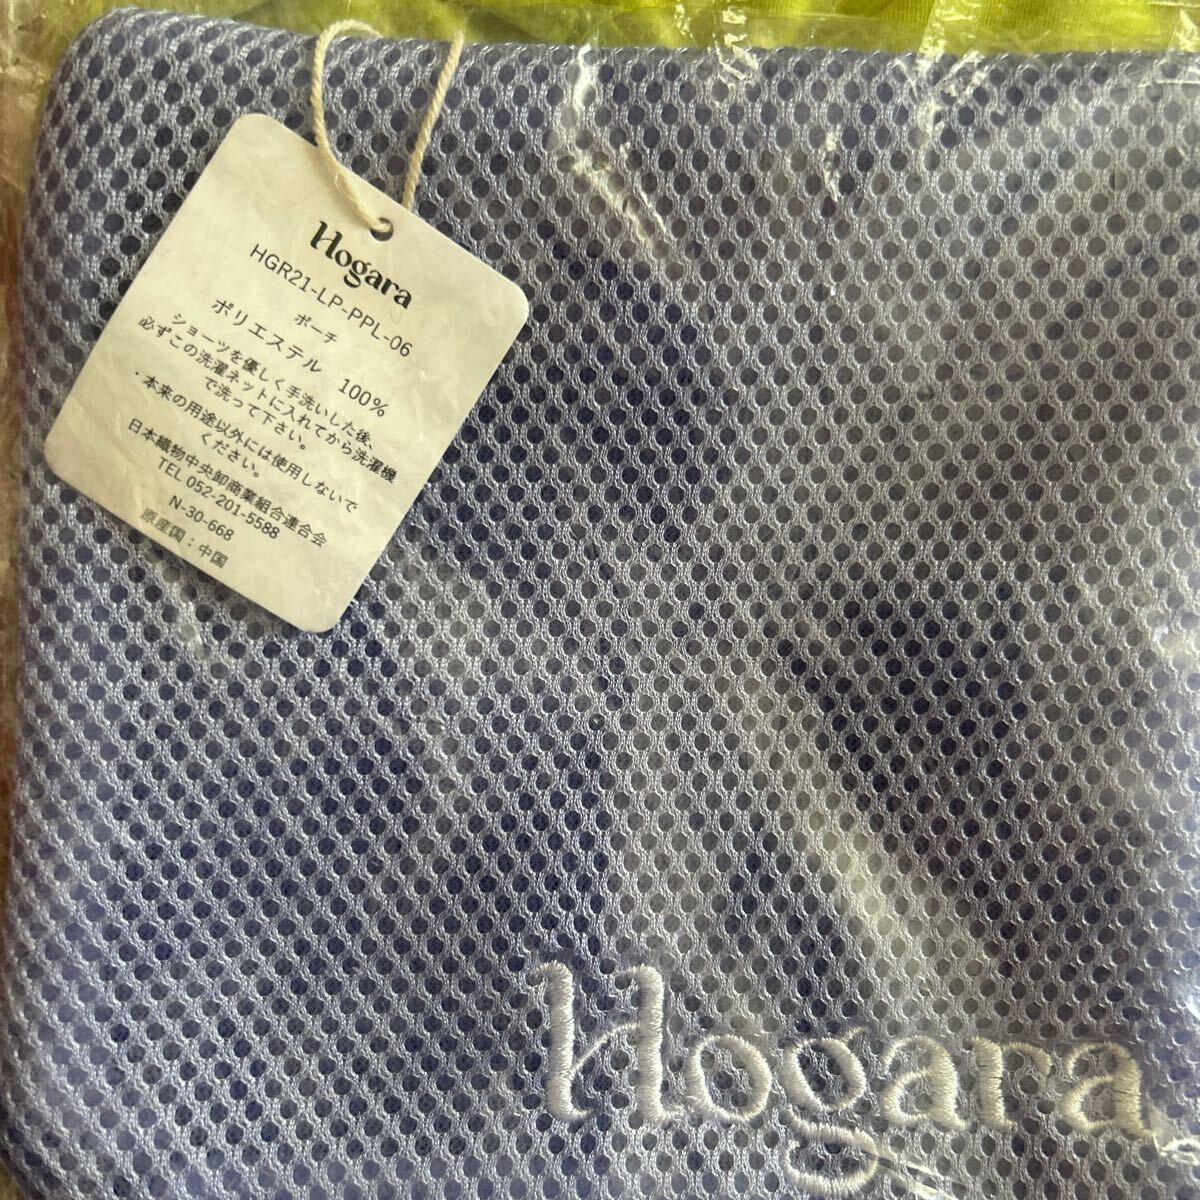 Hogara
HGR21-LP-PPL-06
ポーチ
ポリエステル 100%
ショーツを優しく手洗いした後、
必ずこの洗濯ネットに入れてから洗濯機
で洗って下さい。
・本来の用途以外には使用しないで
ください。
日本織物中央卸商業組合連合会
TEL 052-201-5588
N-30-668
原産国：中国
Hogara